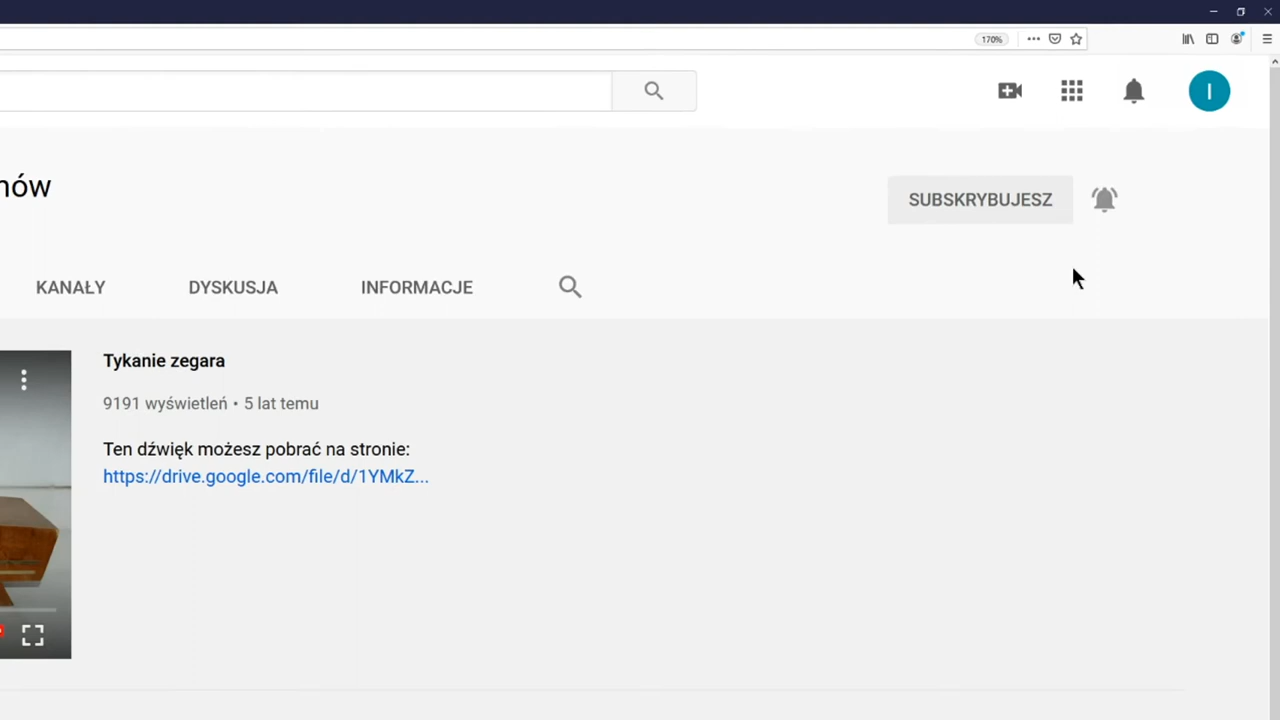 170%
I
nów
SUBSKRYBUJESZ
KANAŁY
DYSKUSJA
INFORMACJE
Tykanie zegara
9191 wyświetleń • 5 lat temu
Ten dźwięk możesz pobrać na stronie:
https://drive.google.com/file/d/1YMkZ...